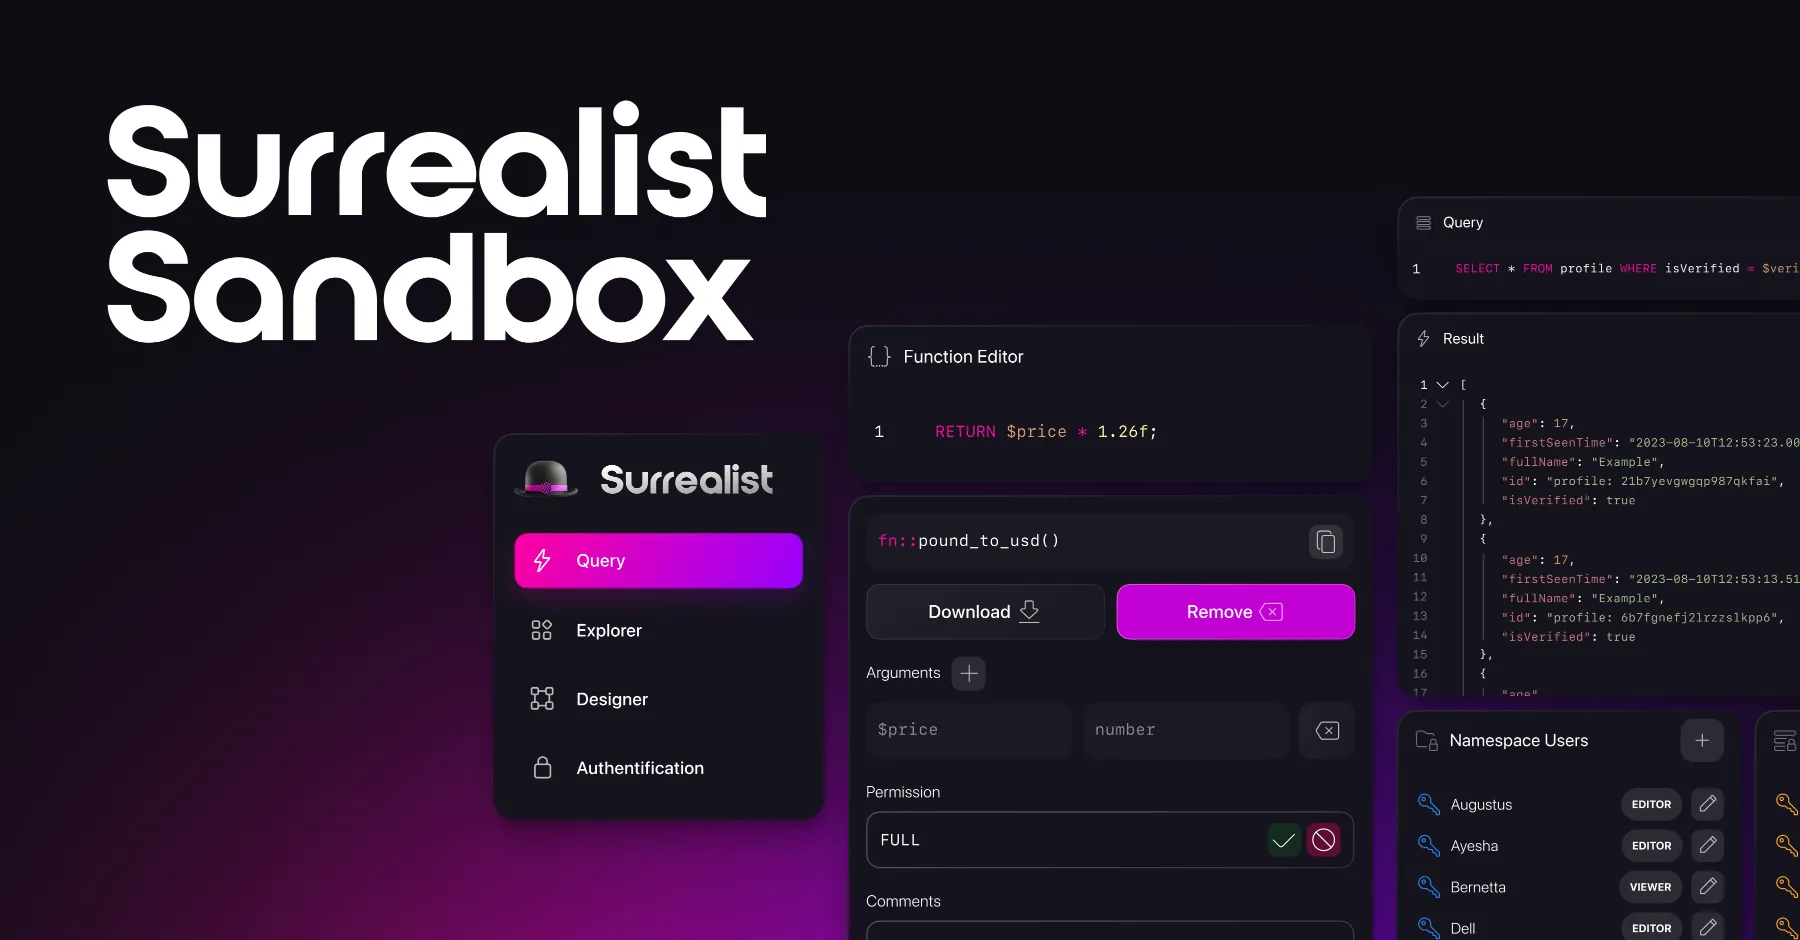 Surrealist
Sandbox
Surrealist
Query
Explorer
Designer
Authentification
Function Editor
1 RETURN $price * 1.26f;
fn::pound_to_usd()
Download
Remove
Arguments
$price number
Permission
FULL
Comments
Query
1 SELECT * FROM profile WHERE isVerified = $veri
Result
1 [
2 {
3 "age": 17,
4 "firstSeenTime": "2023-08-10T12:53:23.00
5 "fullName": "Example",
6 "id": "profile: 21b7yevgwgqp987qkfai",
7 "isVerified": true
8 },
9 {
10 "age": 17,
11 "firstSeenTime": "2023-08-10T12:53:13.51
12 "fullName": "Example",
13 "id": "profile: 6b7fgnefj2lrzzslkpp6",
14 "isVerified": true
15 },
16 {
17 "age"
Namespace Users
Augustus EDITOR
Ayesha EDITOR
Bernetta VIEWER
Dell EDITOR